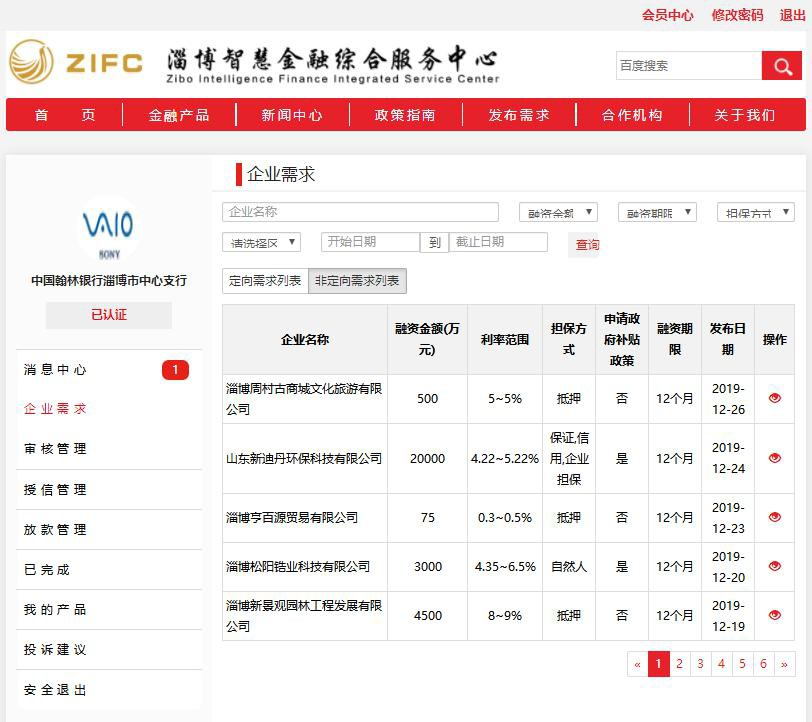 会员中心 修改密码 退出
ZIFC 淄博智慧金融综合服务中心
Zibo Intelligence Finance Integrated Service Center
百度搜索
首 页 金融产品 新闻中心 政策指南 发布需求 合作机构 关于我们
企业需求
企业名称 融资金额 融资期限 担保方式
请选择区 开始日期 到 截止日期 查询
VAIO
SONY
中国翰林银行淄博市中心支行
已认证
消息中心 1
企业需求
审核管理
授信管理
放款管理
已完成
我的产品
投诉建议
安全退出
定向需求列表 非定向需求列表
企业名称 融资金额(万元) 利率范围 担保方式 申请政府补贴政策 融资期限 发布日期 操作
淄博周村古商城文化旅游有限公司 500 5~5% 抵押 否 12个月 2019-12-26
山东新迪丹环保科技有限公司 20000 4.22~5.22% 保证,信用,企业担保 是 12个月 2019-12-24
淄博亨百源贸易有限公司 75 0.3~0.5% 抵押 否 12个月 2019-12-23
淄博松阳锆业科技有限公司 3000 4.35~6.5% 自然人 是 12个月 2019-12-20
淄博新景观园林工程发展有限公司 4500 8~9% 抵押 否 12个月 2019-12-19
« 1 2 3 4 5 6 »